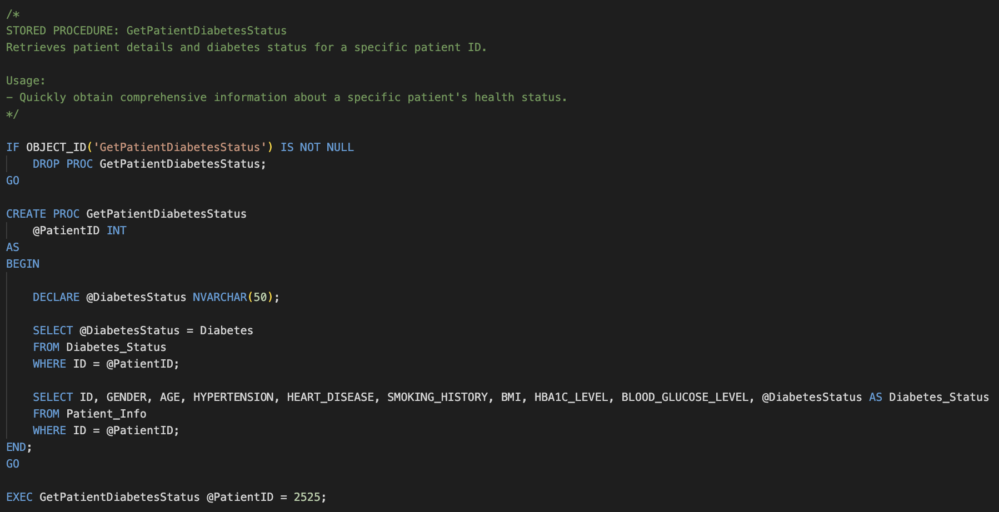 /*
STORED PROCEDURE: GetPatientDiabetesStatus
Retrieves patient details and diabetes status for a specific patient ID.
Usage:
- Quickly obtain comprehensive information about a specific patient's health status.
*/
IF OBJECT_ID('GetPatientDiabetesStatus') IS NOT NULL
    DROP PROC GetPatientDiabetesStatus;
GO
CREATE PROC GetPatientDiabetesStatus
    @PatientID INT
AS
BEGIN
    DECLARE @DiabetesStatus NVARCHAR(50);
    SELECT @DiabetesStatus = Diabetes
    FROM Diabetes_Status
    WHERE ID = @PatientID;
    SELECT ID, GENDER, AGE, HYPERTENSION, HEART_DISEASE, SMOKING_HISTORY, BMI, HBA1C_LEVEL, BLOOD_GLUCOSE_LEVEL, @DiabetesStatus AS Diabetes_Status
    FROM Patient_Info
    WHERE ID = @PatientID;
END;
GO
EXEC GetPatientDiabetesStatus @PatientID = 2525;